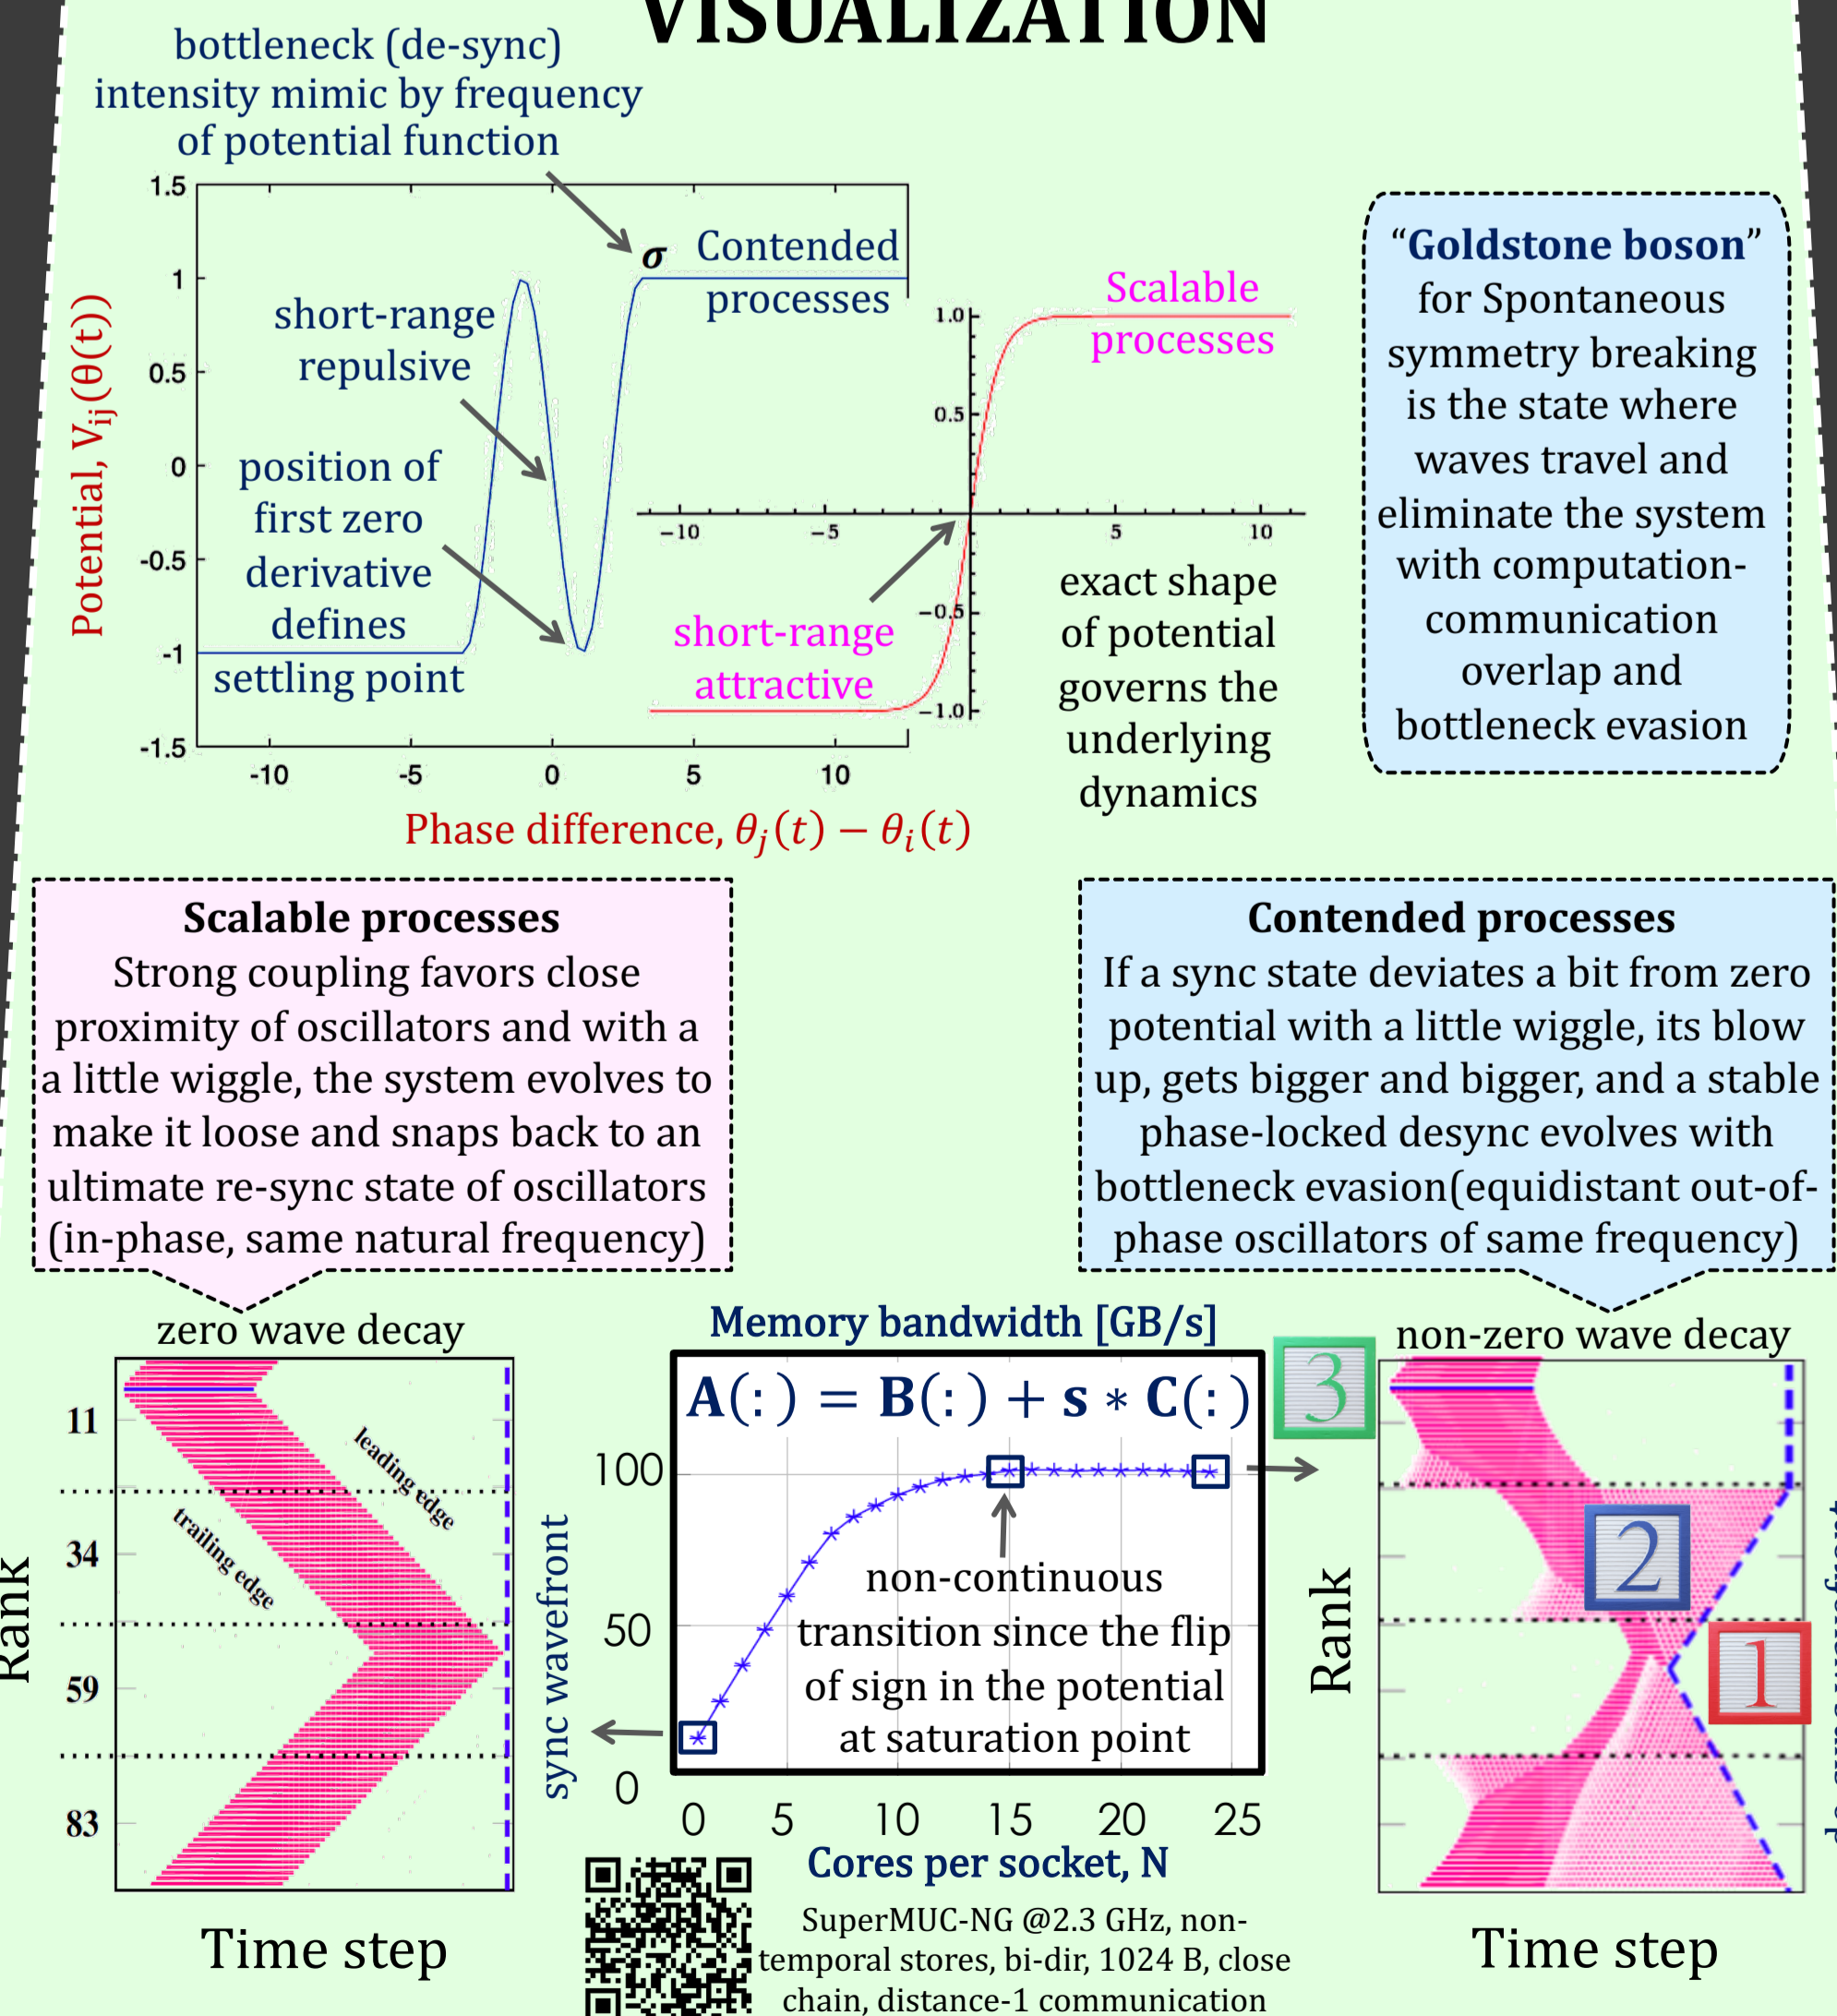 VISUALIZATION
bottleneck (de-sync)
intensity mimic by frequency
of potential function
1.5
1
0.5
0
-0.5
-1
-1.5
-10
-5
0
5
10
Potential, Vij(θ(t))
Phase difference, θj(t) − θi(t)
σ
Contended
processes
short-range
repulsive
position of
first zero
derivative
defines
settling point
Scalable
processes
1.0
0.5
−0.5
−1.0
−10
−5
5
10
short-range
attractive
exact shape
of potential
governs the
underlying
dynamics
“Goldstone boson”
for Spontaneous
symmetry breaking
is the state where
waves travel and
eliminate the system
with computation-
communication
overlap and
bottleneck evasion
Scalable processes
Strong coupling favors close
proximity of oscillators and with a
a little wiggle, the system evolves to
make it loose and snaps back to an
ultimate re-sync state of oscillators
(in-phase, same natural frequency)
Contended processes
If a sync state deviates a bit from zero
potential with a little wiggle, its blow
up, gets bigger and bigger, and a stable
phase-locked desync evolves with
bottleneck evasion(equidistant out-of-
phase oscillators of same frequency)
zero wave decay
11
34
59
83
Rank
leading edge
trailing edge
sync wavefront
Time step
Memory bandwidth [GB/s]
A(:) = B(:) + s ∗ C(:)
100
50
0
non-continuous
transition since the flip
of sign in the potential
at saturation point
0
5
10
15
20
25
Cores per socket, N
SuperMUC-NG @2.3 GHz, non-
temporal stores, bi-dir, 1024 B, close
chain, distance-1 communication
non-zero wave decay
3
2
1
Rank
Time step